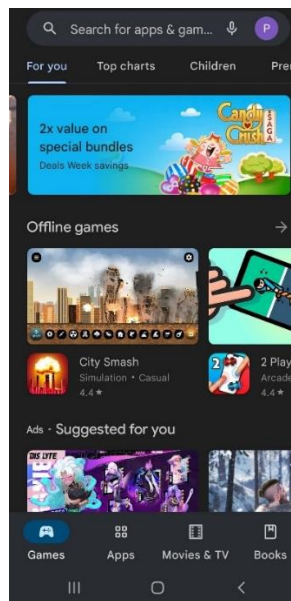 Search for apps & gam...
P
For you Top charts Children Pre
2x value on
special bundles
Deals Week savings
Candy
Crush
SAGA
Offline games
City Smash
Simulation • Casual
4.4★
2 Play
Arcade
4.4★
Ads · Suggested for you
DISLYTE
Games Apps Movies & TV Books